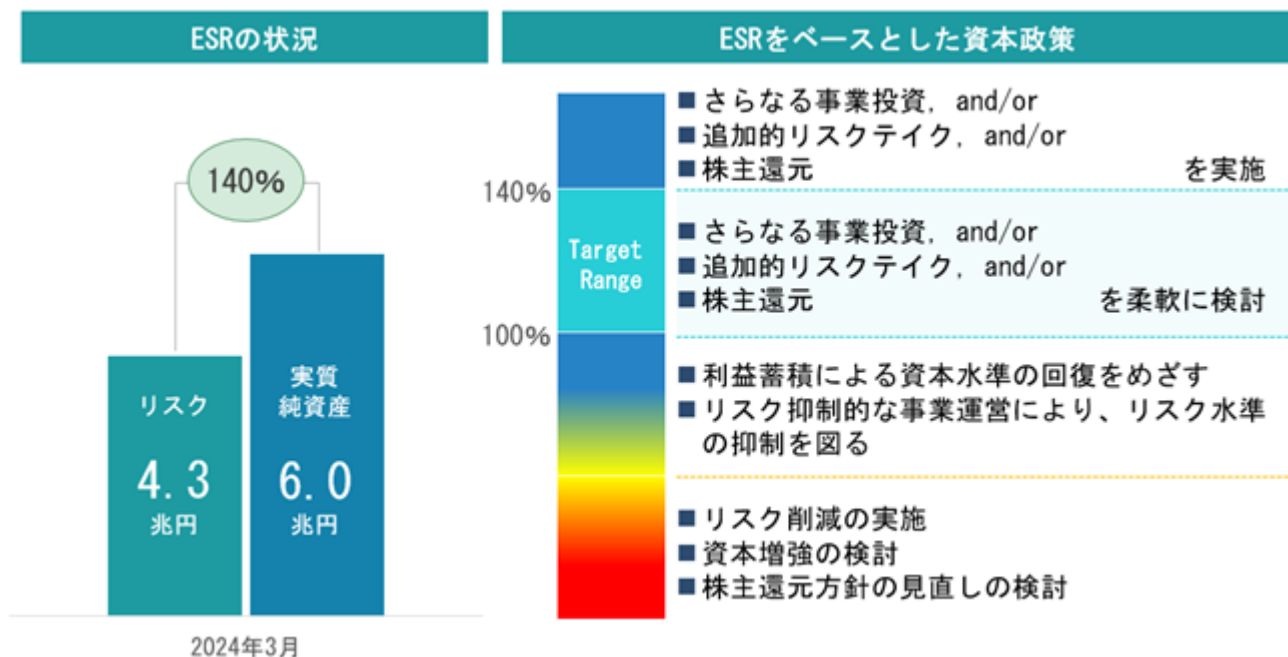 ESRの状況
140%
リスク
4.3
兆円
実質
純資産
6.0
兆円
2024年3月
ESRをベースとした資本政策
140%
Target
Range
100%
■さらなる事業投資, and/or
■追加的リスクテイク, and/or
■株主還元 を実施
■さらなる事業投資, and/or
■追加的リスクテイク, and/or
■株主還元 を柔軟に検討
■利益蓄積による資本水準の回復をめざす
■リスク抑制的な事業運営により、リスク水準
の抑制を図る
■リスク削減の実施
■資本増強の検討
■株主還元方針の見直しの検討